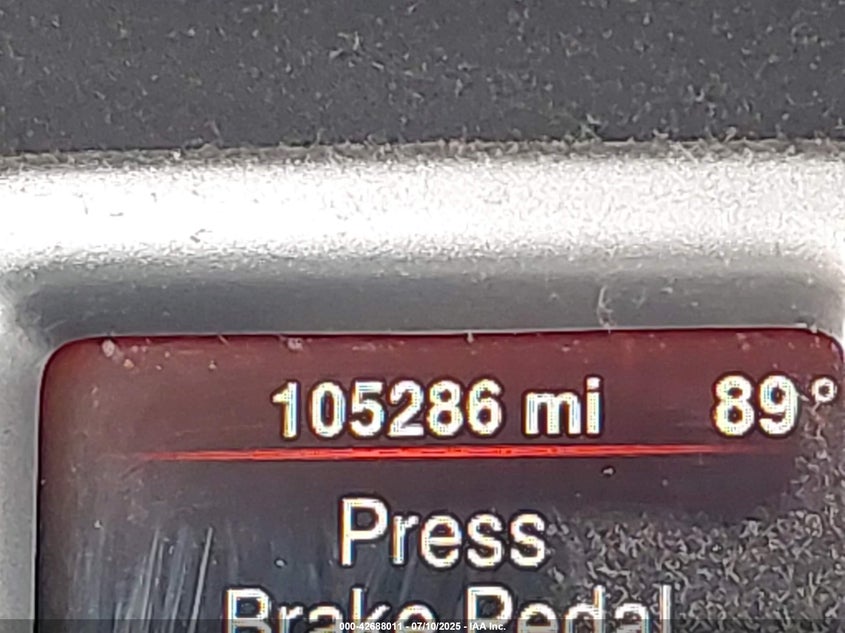 105286 mi 89°
Press
Brake Pedal
000-42688011 - 07/10/2025 - IAA Inc.